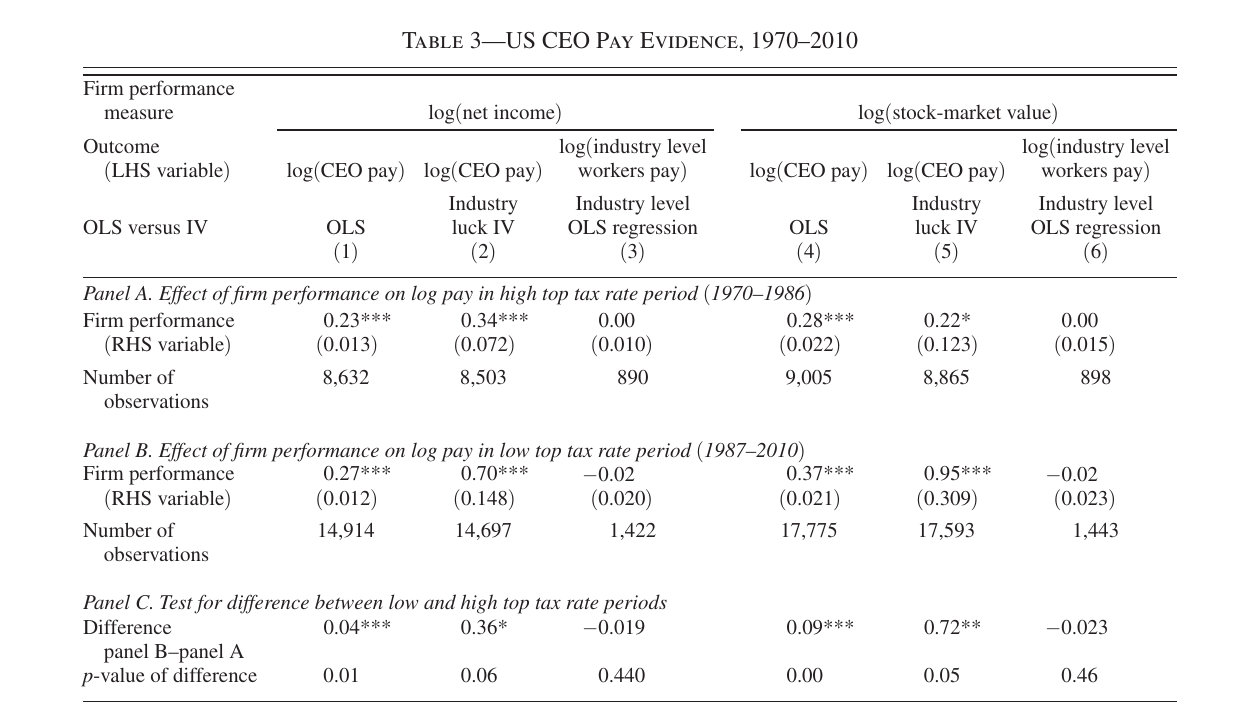 TABLE 3—US CEO PAY EVIDENCE, 1970–2010
Firm performance
measure log(net income) log(stock-market value)
Outcome log(industry level log(industry level
(LHS variable) log(CEO pay) log(CEO pay) workers pay) log(CEO pay) log(CEO pay) workers pay)
Industry Industry level Industry Industry level
OLS versus IV OLS luck IV OLS regression OLS luck IV OLS regression
(1) (2) (3) (4) (5) (6)
Panel A. Effect of firm performance on log pay in high top tax rate period (1970–1986)
Firm performance 0.23*** 0.34*** 0.00 0.28*** 0.22* 0.00
(RHS variable) (0.013) (0.072) (0.010) (0.022) (0.123) (0.015)
Number of 8,632 8,503 890 9,005 8,865 898
observations
Panel B. Effect of firm performance on log pay in low top tax rate period (1987–2010)
Firm performance 0.27*** 0.70*** −0.02 0.37*** 0.95*** −0.02
(RHS variable) (0.012) (0.148) (0.020) (0.021) (0.309) (0.023)
Number of 14,914 14,697 1,422 17,775 17,593 1,443
observations
Panel C. Test for difference between low and high top tax rate periods
Difference 0.04*** 0.36* −0.019 0.09*** 0.72** −0.023
panel B–panel A
p-value of difference 0.01 0.06 0.440 0.00 0.05 0.46